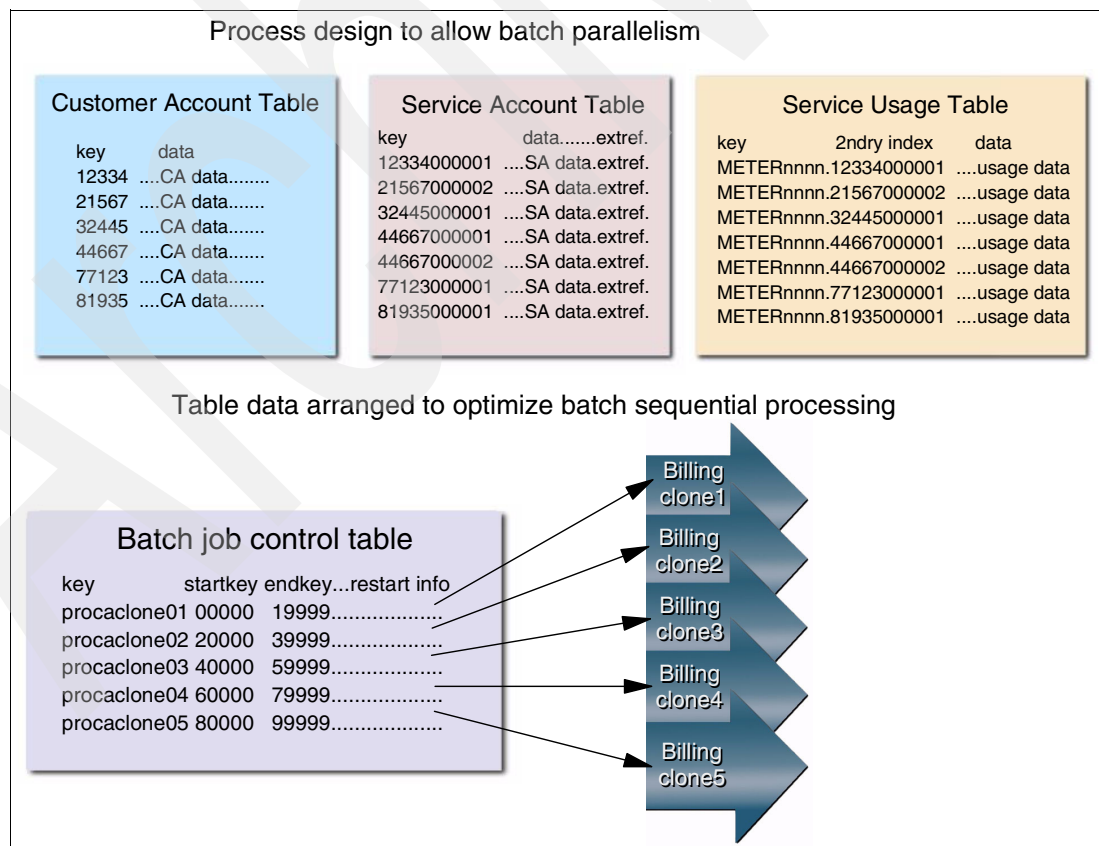 Process design to allow batch parallelism
Customer Account Table
key data
12334 ....CA data........
21567 ....CA data.......
32445 ....CA data.......
44667 ....CA data.......
77123 ....CA data.......
81935 ....CA data.......
Service Account Table
key data.......extref.
12334000001 ....SA data.extref.
21567000002 ....SA data.extref.
32445000001 ....SA data.extref.
44667000001 ....SA data.extref.
44667000002 ....SA data.extref.
77123000001 ....SA data.extref.
81935000001 ....SA data.extref.
Service Usage Table
key 2ndry index data
METERnnnn.12334000001 ....usage data
METERnnnn.21567000002 ....usage data
METERnnnn.32445000001 ....usage data
METERnnnn.44667000001 ....usage data
METERnnnn.44667000002 ....usage data
METERnnnn.77123000001 ....usage data
METERnnnn.81935000001 ....usage data
Table data arranged to optimize batch sequential processing
Batch job control table
key startkey endkey...restart info
procaclone01 00000 19999...................
procaclone02 20000 39999...................
procaclone03 40000 59999...................
procaclone04 60000 79999...................
procaclone05 80000 99999...................
Billing
clone1
Billing
clone2
Billing
clone3
Billing
clone4
Billing
clone5